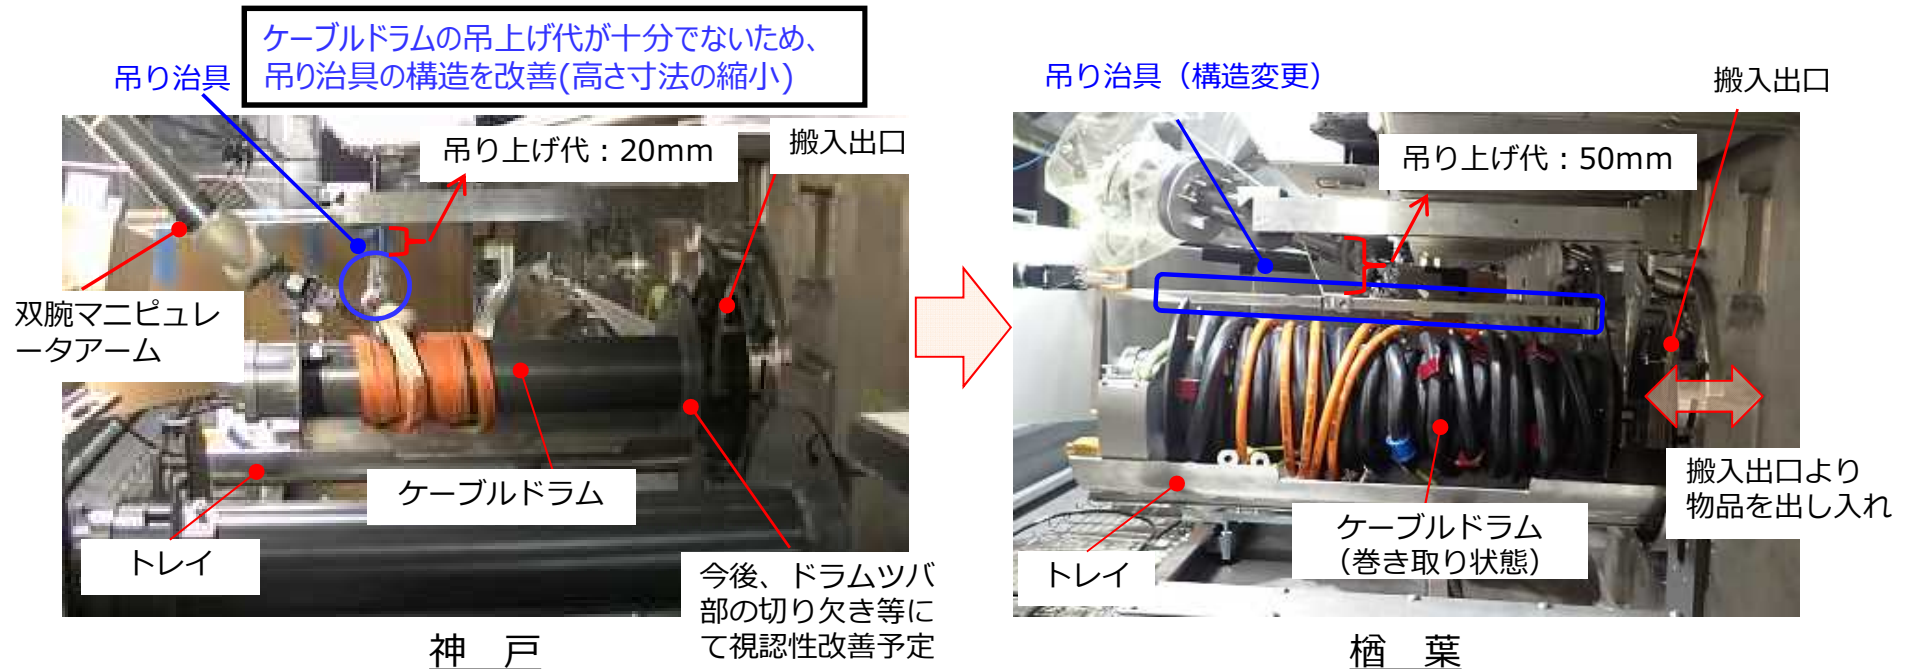 ケーブルドラムの吊上げ代が十分でないため、
吊り治具の構造を改善(高さ寸法の縮小)
吊り治具
吊り上げ代：20mm
搬入出口
双腕マニピュレ
ータアーム
ケーブルドラム
トレイ
今後、ドラムツバ
部の切り欠き等に
て視認性改善予定
神　戸
吊り治具（構造変更）
搬入出口
吊り上げ代：50mm
搬入出口より
物品を出し入れ
ケーブルドラム
（巻き取り状態）
トレイ
楢　葉